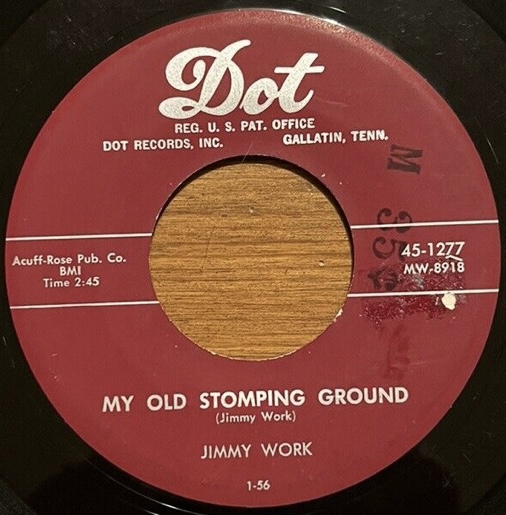 Dot
REG. U. S. PAT. OFFICE
DOT RECORDS, INC. GALLATIN, TENN.
M
Acuff-Rose Pub. Co.
BMI
Time 2:45
45-1277
MW-8918
MY OLD STOMPING GROUND
(Jimmy Work)
JIMMY WORK
1-56